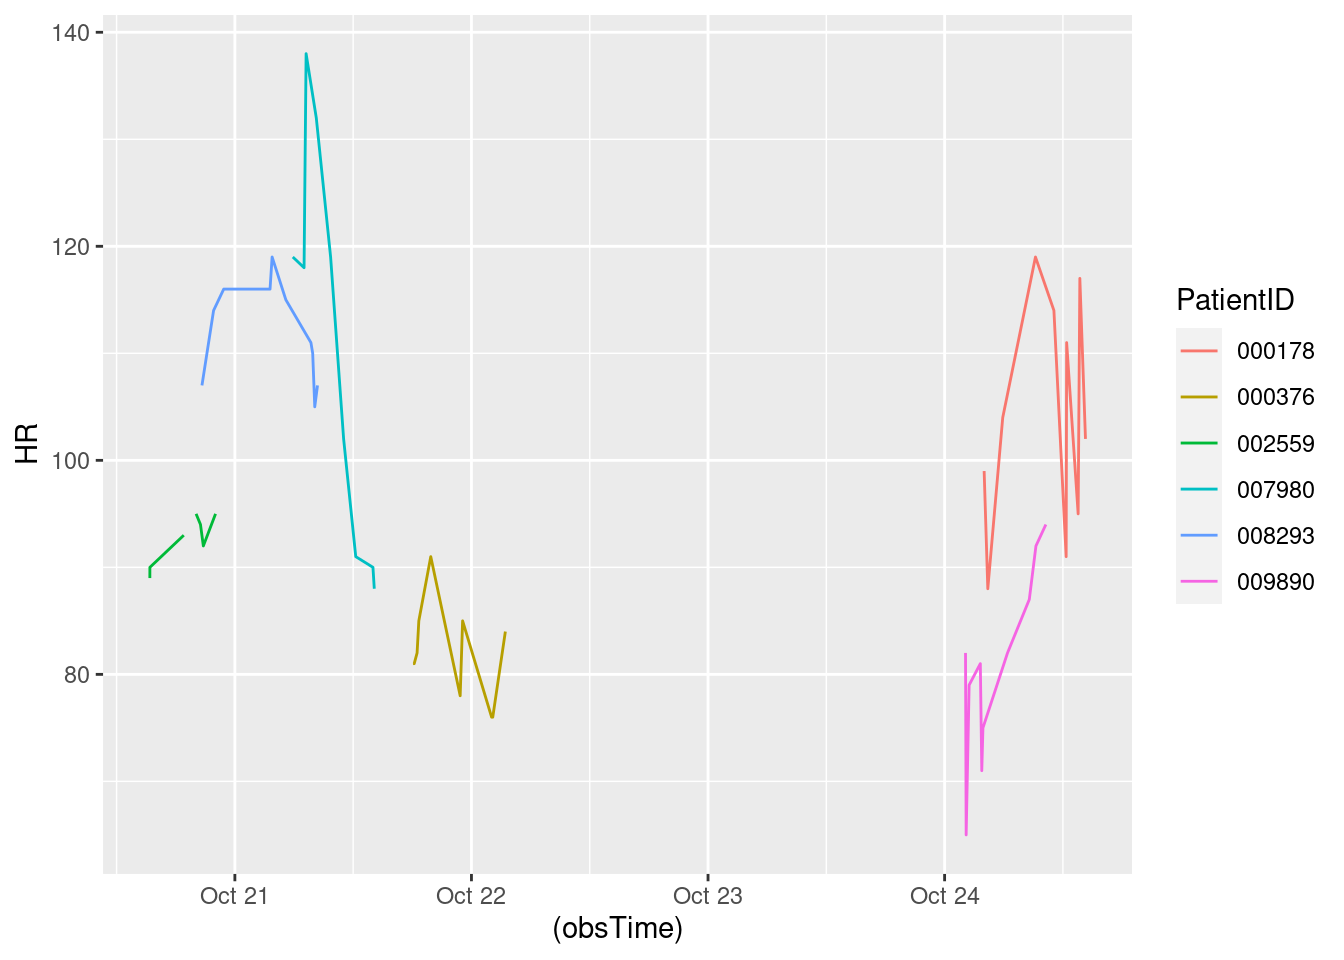 140
120
100
80
HR
Oct 21
Oct 22
Oct 23
Oct 24
(obsTime)
PatientID
000178
000376
002559
007980
008293
009890